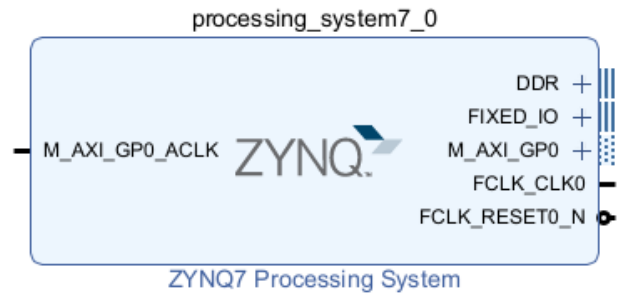 processing_system7_0
DDR
FIXED_IO
M_AXI_GP0_ACLK
ZYNQ
M_AXI_GP0
FCLK_CLK0
FCLK_RESET0_N
ZYNQ7 Processing System